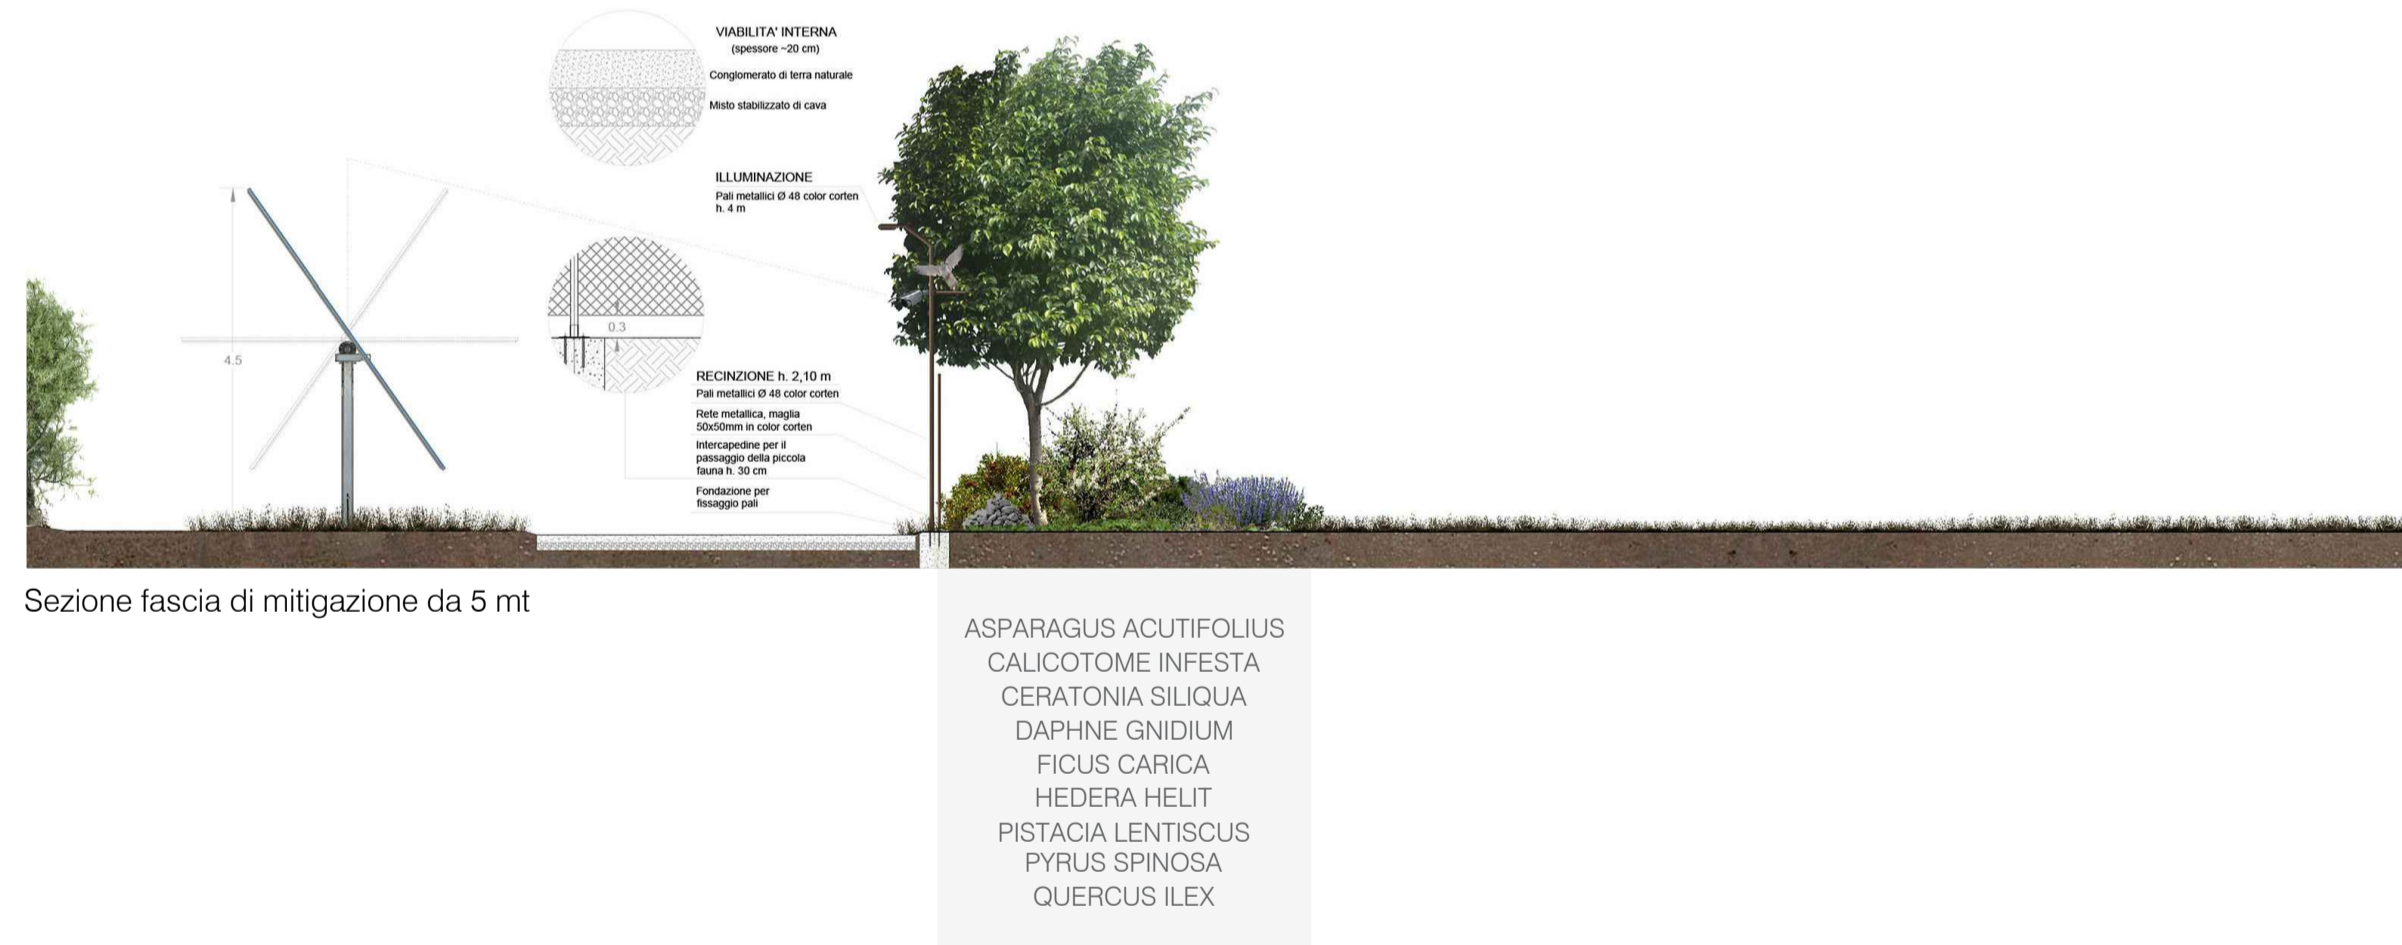 VIABILITA' INTERNA
(spessore ~20 cm)
Conglomerato di terra naturale
Misto stabilizzato di cava
ILLUMINAZIONE
Pali metallici Ø 48 color corten
h. 4 m
4.5
0.3
RECINZIONE h. 2,10 m
Pali metallici Ø 48 color corten
Rete metallica, maglia
50x50mm in color corten
Intercapedine per il
passaggio della piccola
fauna h. 30 cm
Fondazione per
fissaggio pali
Sezione fascia di mitigazione da 5 mt
ASPARAGUS ACUTIFOLIUS
CALICOTOME INFESTA
CERATONIA SILIQUA
DAPHNE GNIDIUM
FICUS CARICA
HEDERA HELIT
PISTACIA LENTISCUS
PYRUS SPINOSA
QUERCUS ILEX